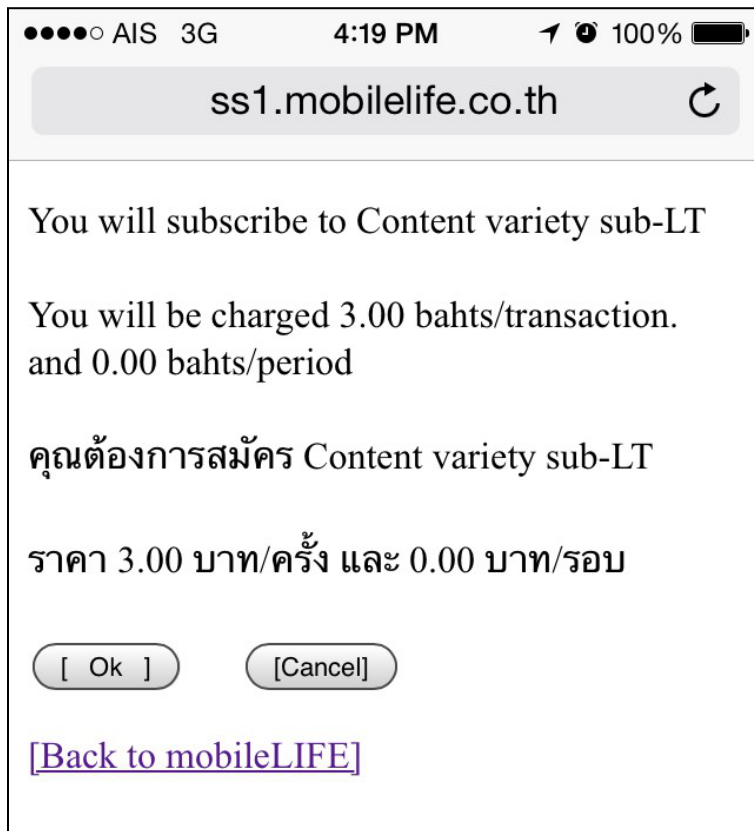 AIS 3G 4:19 PM 100%
ss1.mobilelife.co.th
You will subscribe to Content variety sub-LT
You will be charged 3.00 bahts/transaction.
and 0.00 bahts/period
คุณต้องการสมัคร Content variety sub-LT
ราคา 3.00 บาท/ครั้ง และ 0.00 บาท/รอบ
[ Ok ] [Cancel]
[Back to mobileLIFE]